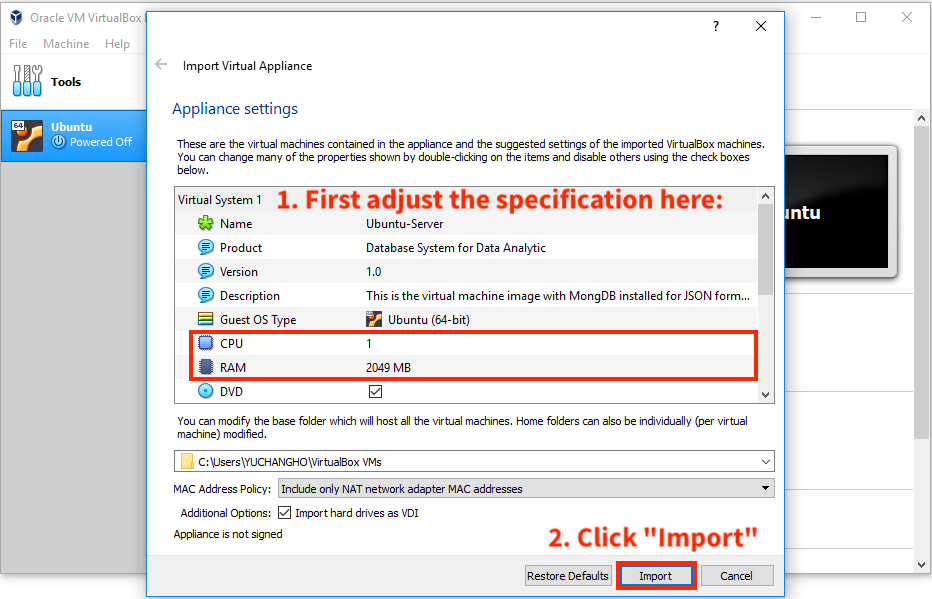 Oracle VM VirtualBox
File Machine Help
Tools
64
Ubuntu
Powered Off
?
Import Virtual Appliance
Appliance settings
These are the virtual machines contained in the appliance and the suggested settings of the imported VirtualBox machines.
You can change many of the properties shown by double-clicking on the items and disable others using the check boxes
below.
Virtual System 1
1. First adjust the specification here:
Name Ubuntu-Server
Product Database System for Data Analytic
Version 1.0
Description This is the virtual machine image with MongDB installed for JSON form...
Guest OS Type Ubuntu (64-bit)
CPU 1
RAM 2049 MB
DVD
untu
You can modify the base folder which will host all the virtual machines. Home folders can also be individually (per virtual
machine) modified.
C:\Users\YUCHANGHO\VirtualBox VMs
MAC Address Policy: Include only NAT network adapter MAC addresses
Additional Options: Import hard drives as VDI
Appliance is not signed
2. Click "Import"
Restore Defaults Import Cancel